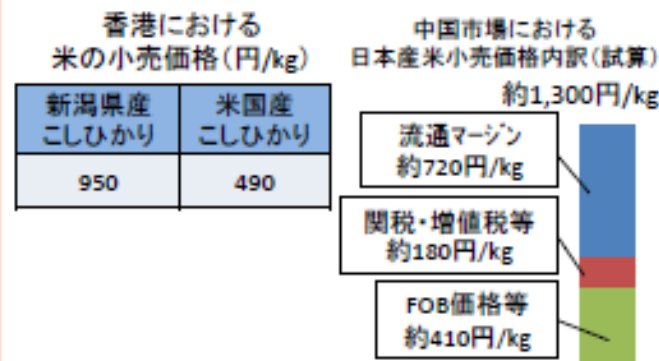 香港における
米の小売価格(円/kg)
新潟県産
こしひかり
米国産
こしひかり
950
490
中国市場における
日本産米小売価格内訳(試算)
約1,300円/kg
流通マージン
約720円/kg
関税・増値税等
約180円/kg
FOB価格等
約410円/kg